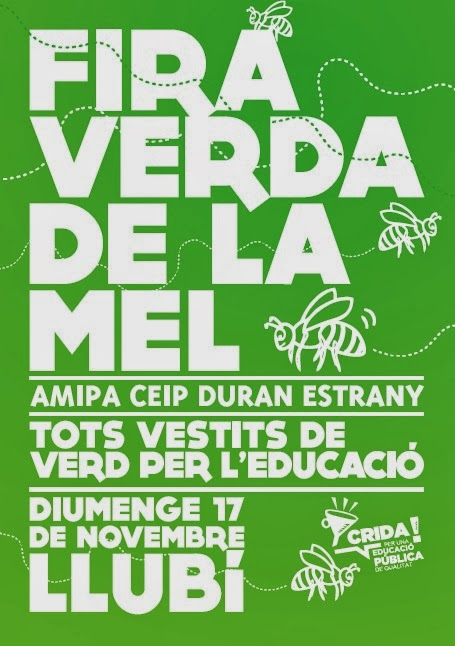 FIRA
VERDA
DE LA
MEL
AMIPA CEIP DURAN ESTRANY
TOTS VESTITS DE
VERD PER L'EDUCACIÓ
DIUMENGE 17
DE NOVEMBRE
LLUBÍ
CRIDA!
PER UNA
EDUCACIÓ
PÚBLICA
DE QUALITAT